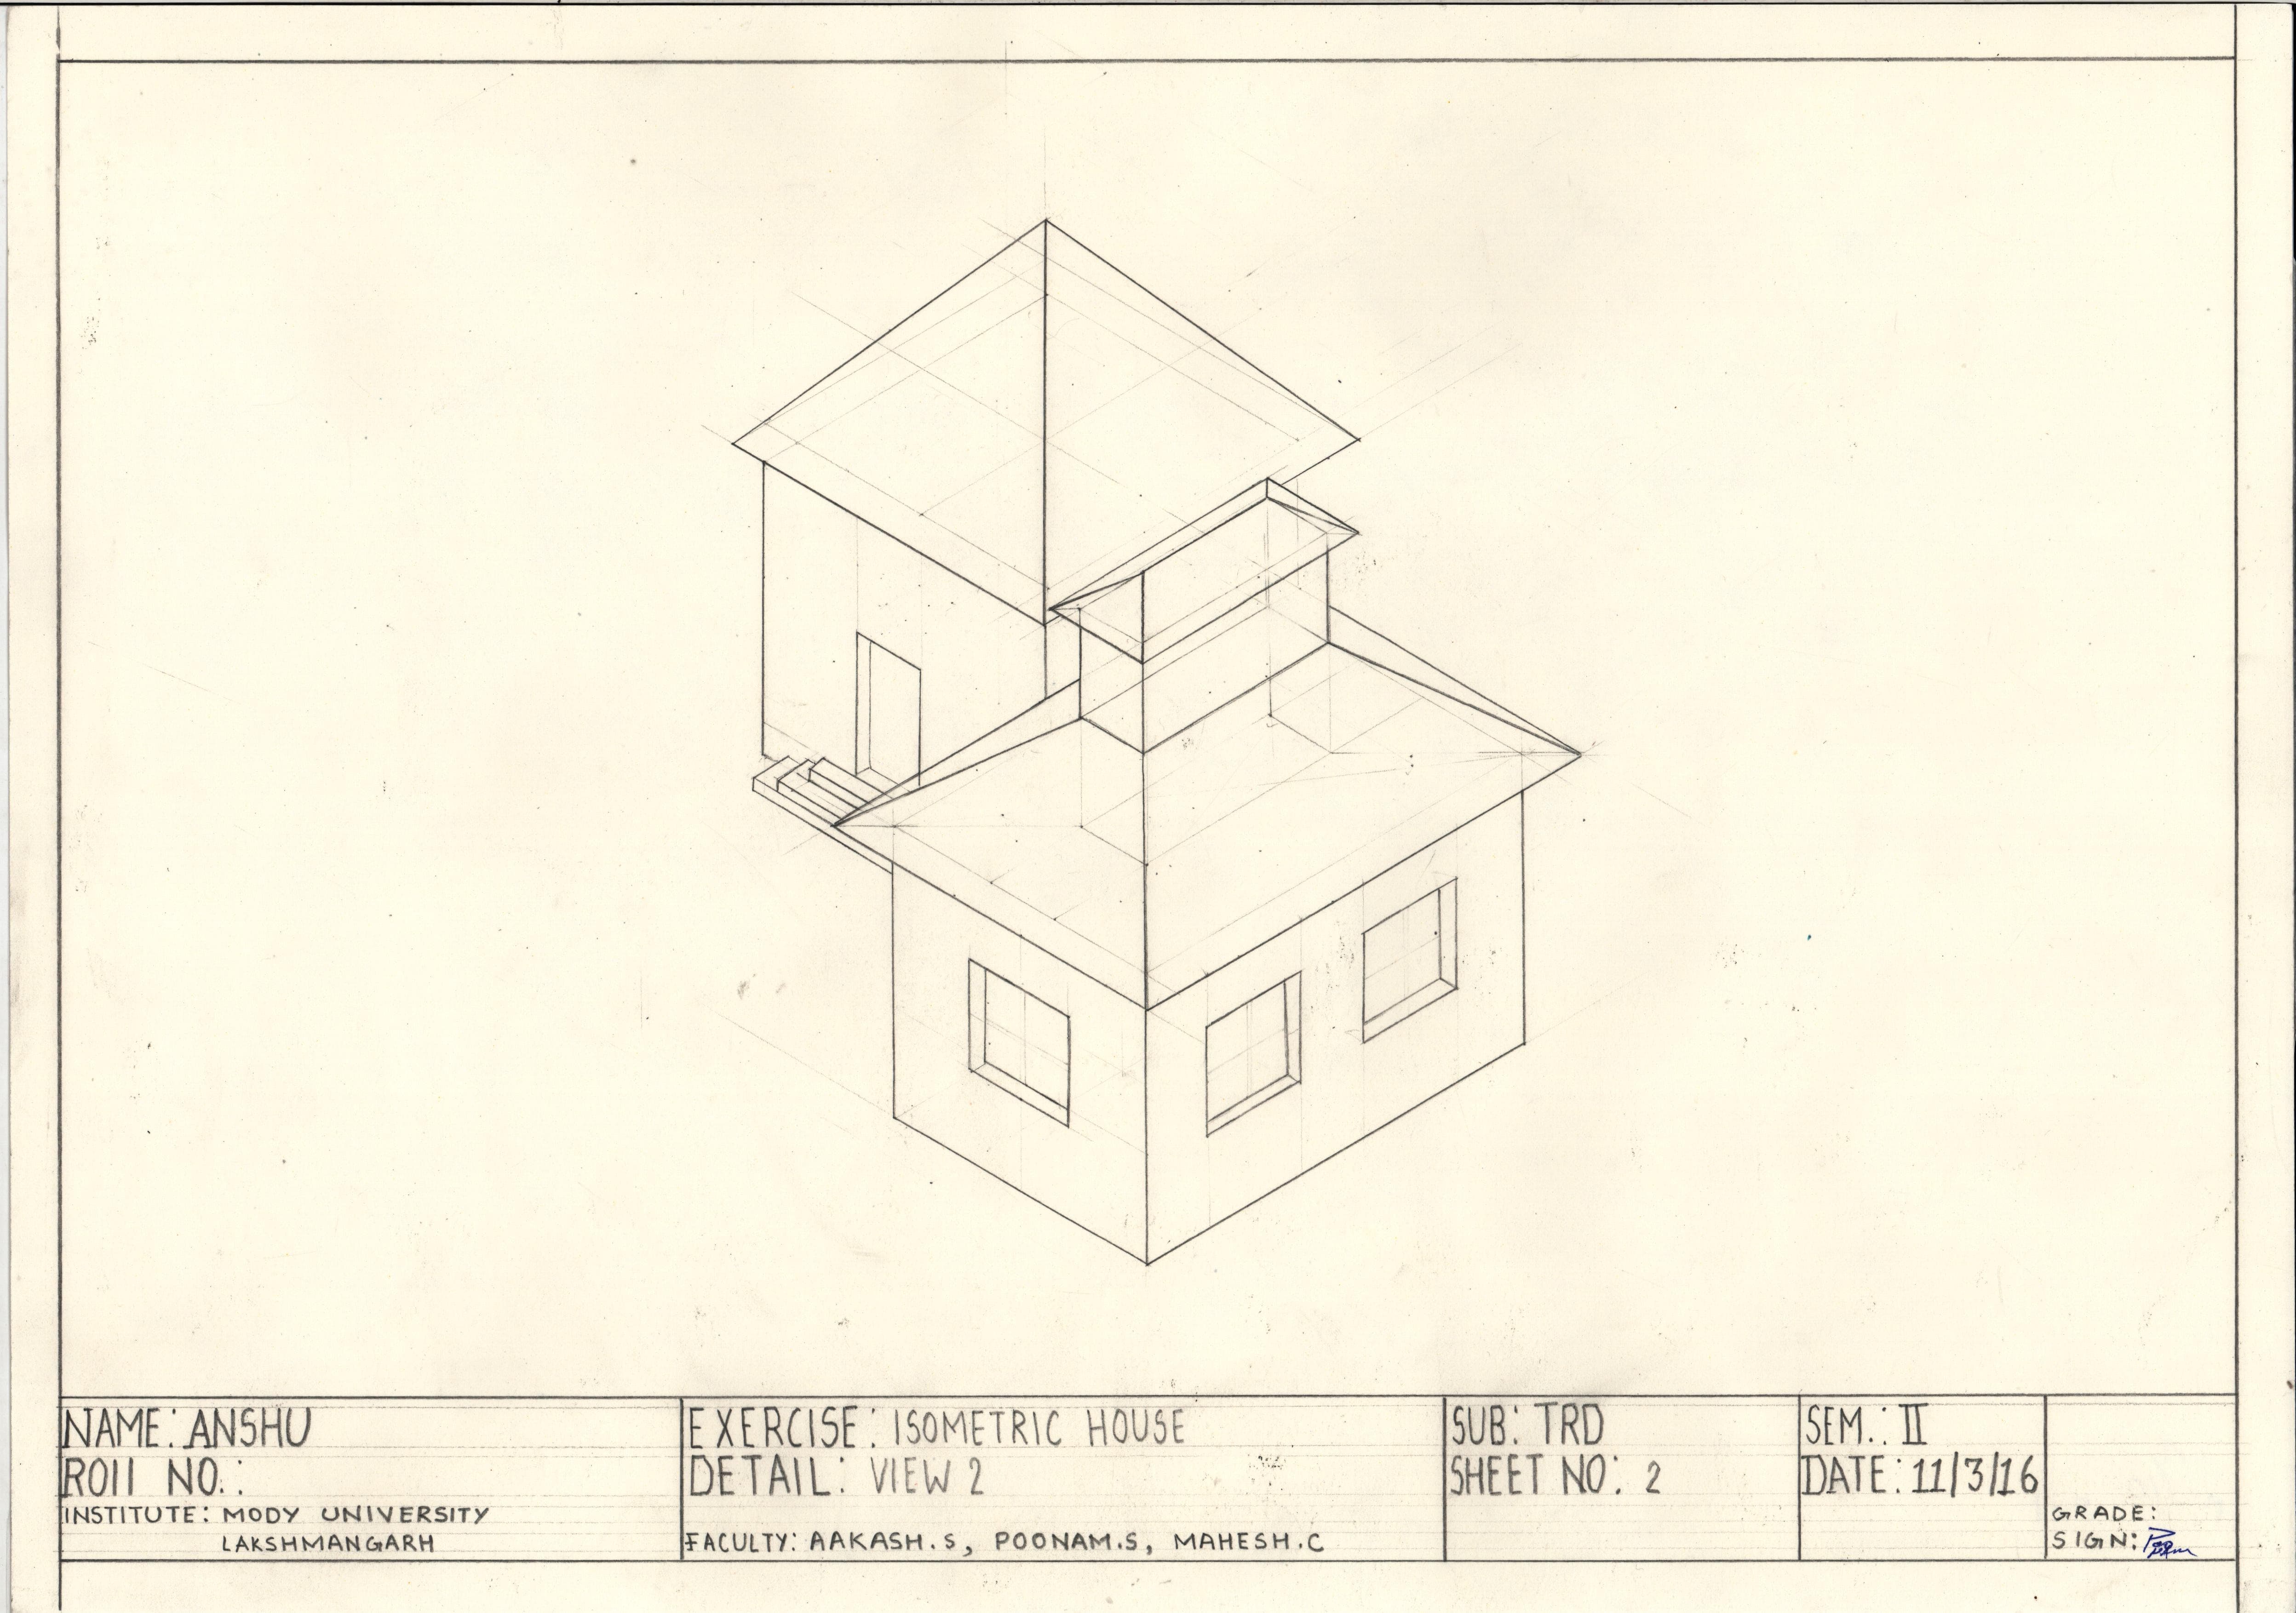 NAME: ANSHU
ROll NO.:
INSTITUTE: MODY UNIVERSITY
LAKSHMANGARH
EXERCISE: ISOMETRIC HOUSE
DETAIL: VIEW 2
FACULTY: AAKASH.S, POONAM.S, MAHESH.C
SUB: TRD
SHEET NO: 2
SEM.: II
DATE: 11/3/16
GRADE:
SIGN: